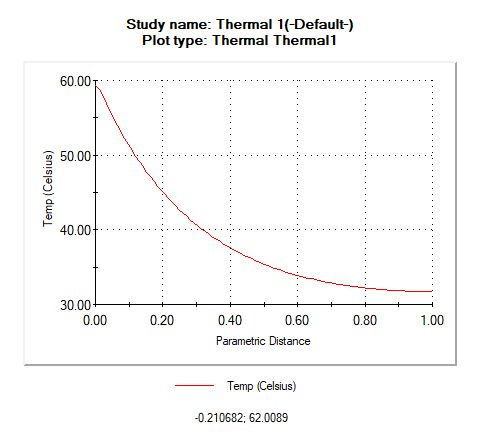 Study name: Thermal 1(-Default-)
Plot type: Thermal Thermal1
60.00
50.00
40.00
30.00
Temp (Celsius)
0.00 0.20 0.40 0.60 0.80 1.00
Parametric Distance
Temp (Celsius)
-0.210682; 62.0089